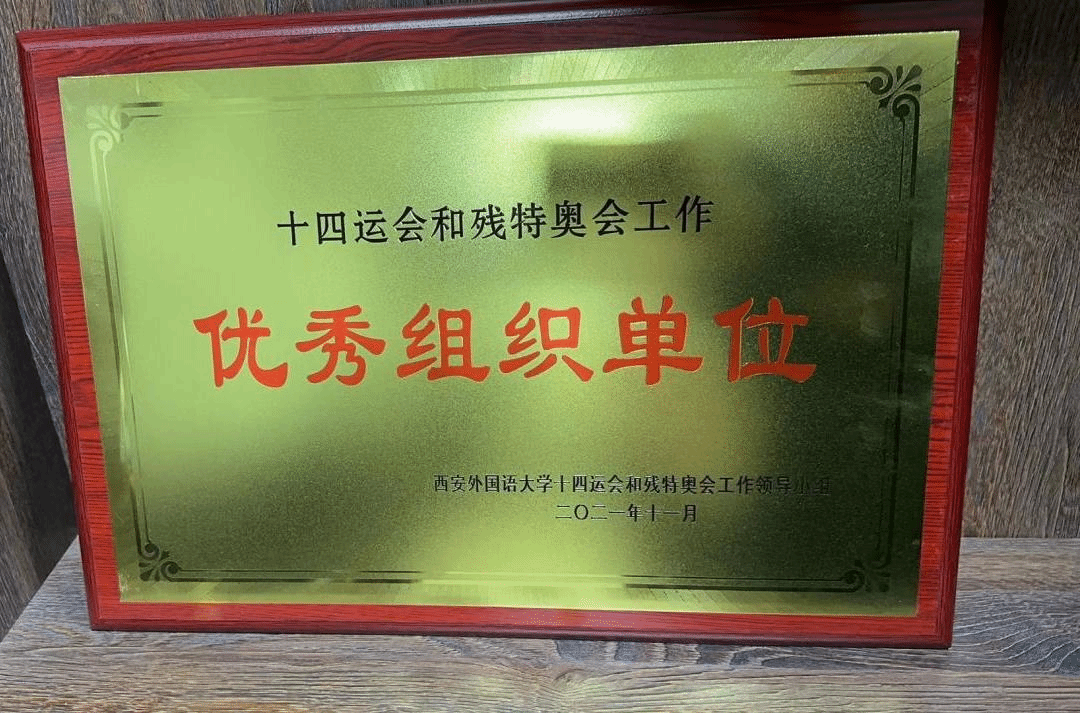 十四运会和残特奥会工作
优秀组织单位
西安外国语大学十四运会和残特奥会工作领导小组
二〇二一年十一月